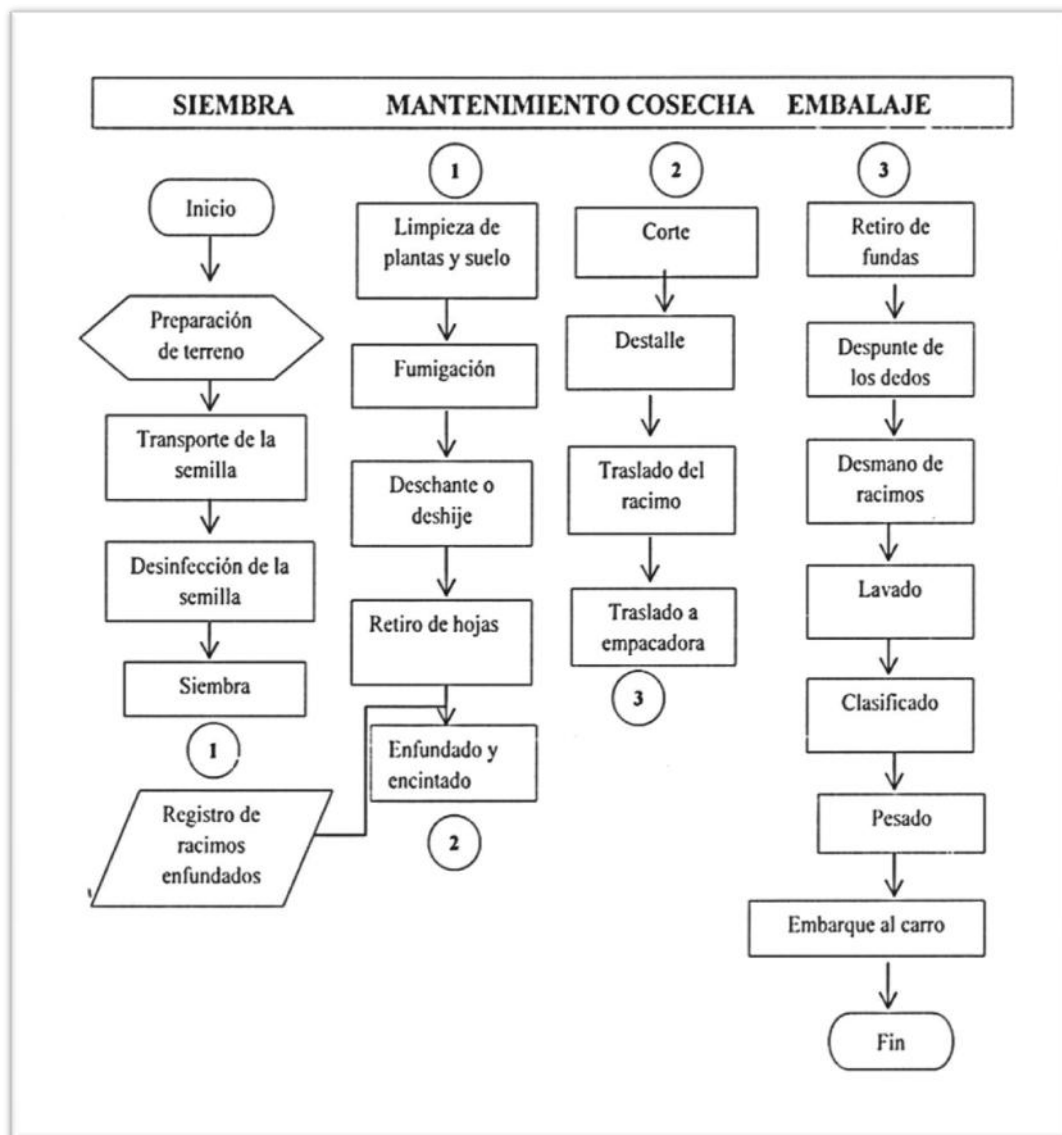 SIEMBRA MANTENIMIENTO COSECHA EMBALAJE
Inicio
Preparación
de terreno
Transporte de la
semilla
Desinfección de la
semilla
Siembra
1
Registro de
racimos
enfundados
1
Limpieza de
plantas y suelo
Fumigación
Deschante o
deshije
Retiro de hojas
Enfundado y
encintado
2
2
Corte
Destalle
Traslado del
racimo
Traslado a
empacadora
3
3
Retiro de
fundas
Despunte de
los dedos
Desmano de
racimos
Lavado
Clasificado
Pesado
Embarque al carro
Fin